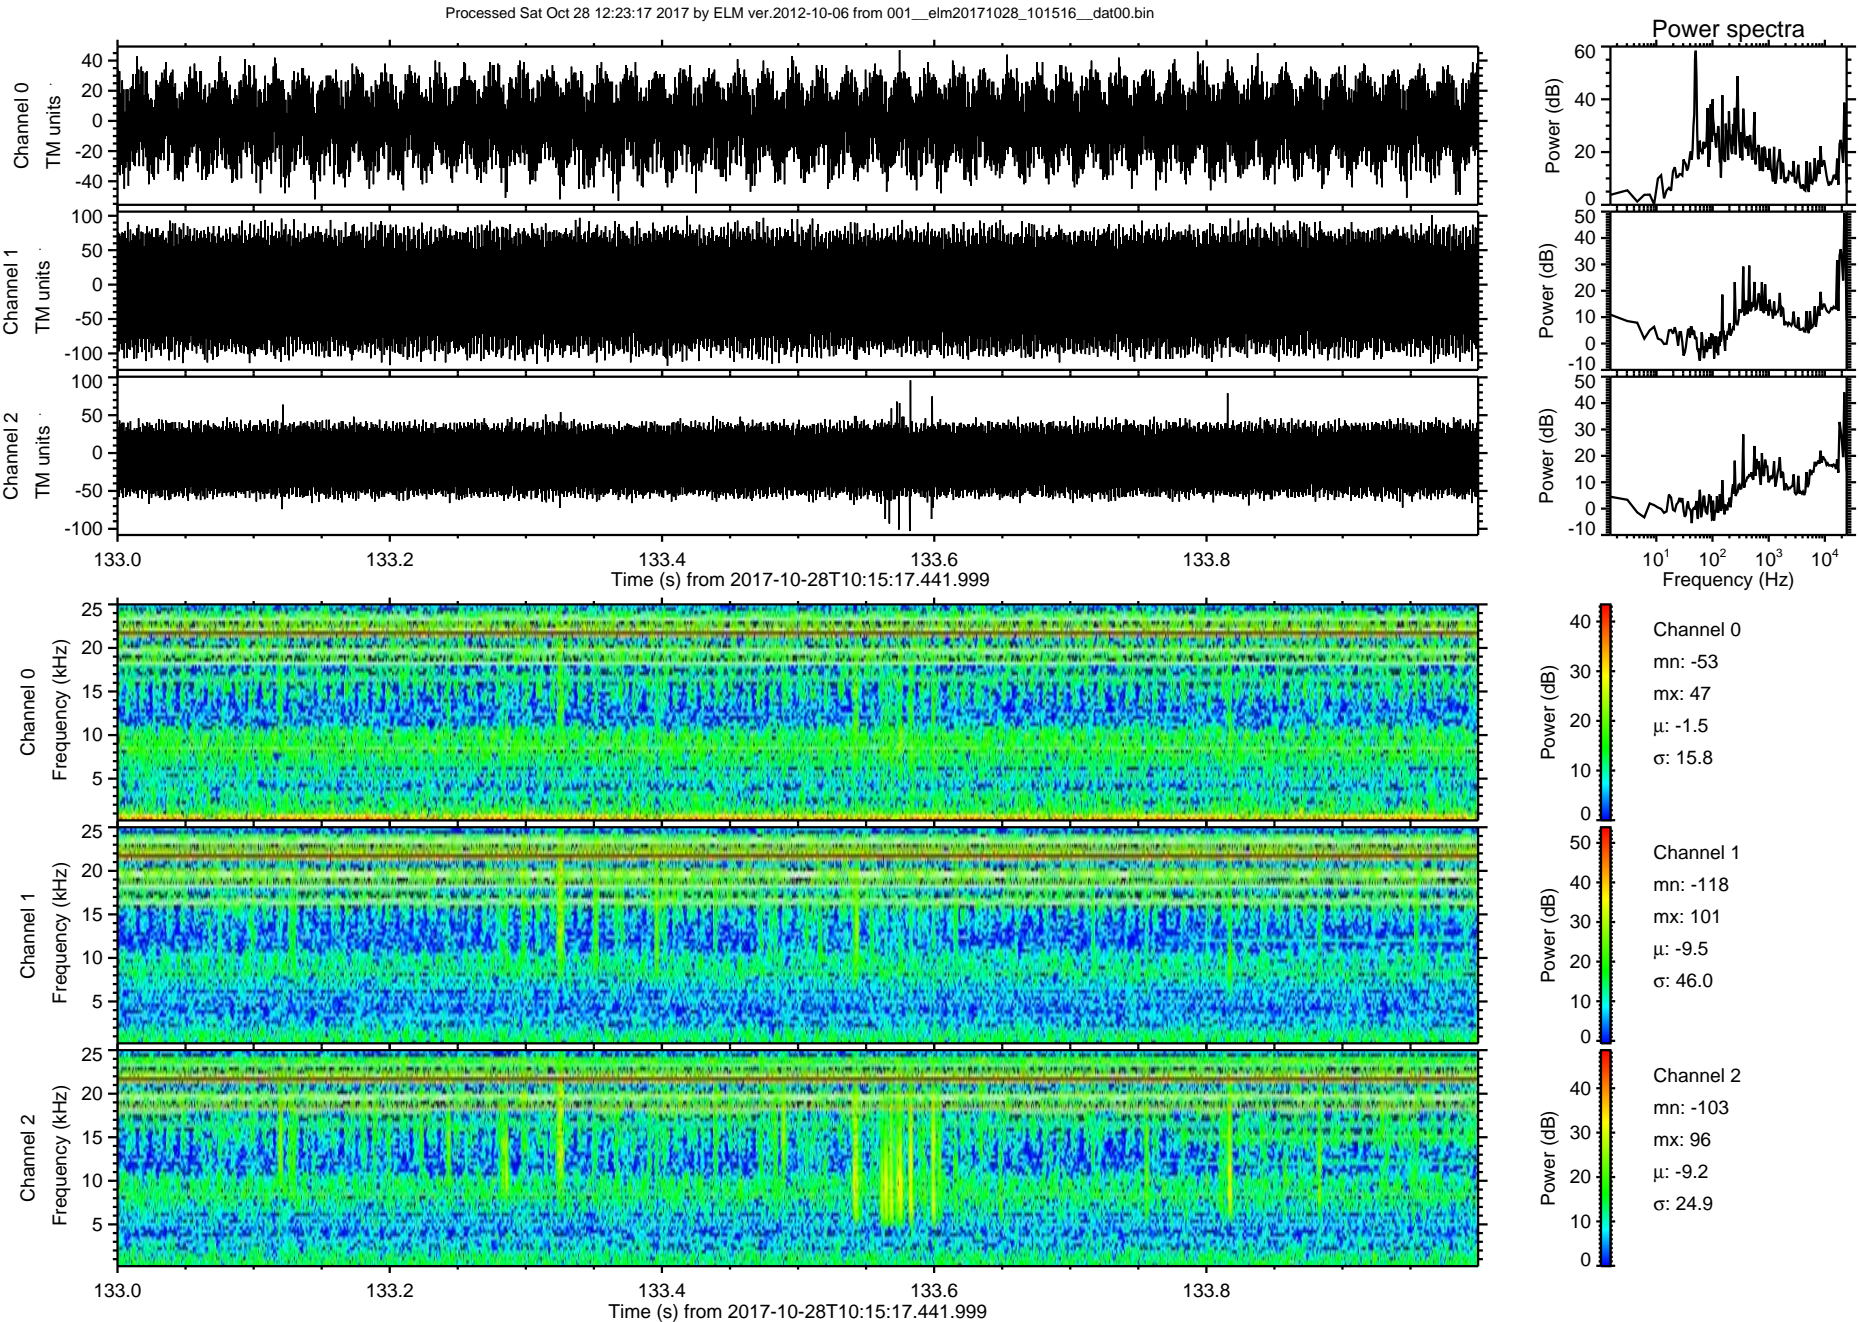 Processed Sat Oct 28 12:23:17 2017 by ELM ver.2012-10-06 from 001__elm20171028_101516__dat00.bin
Power spectra
Channel 0
TM units
40
20
0
-20
-40
Power (dB)
60
40
20
0
Channel 1
TM units
100
50
0
-50
-100
Power (dB)
50
40
30
20
10
0
-10
Channel 2
TM units
100
50
0
-50
-100
Power (dB)
50
40
30
20
10
0
-10
133.0 133.2 133.4 133.6 133.8
Time (s) from 2017-10-28T10:15:17.441.999
10¹ 10² 10³ 10⁴
Frequency (Hz)
Channel 0
Frequency (kHz)
25
20
15
10
5
Power (dB)
40
30
20
10
0
Channel 0
mn: -53
mx: 47
μ: -1.5
σ: 15.8
Channel 1
Frequency (kHz)
25
20
15
10
5
Power (dB)
50
40
30
20
10
0
Channel 1
mn: -118
mx: 101
μ: -9.5
σ: 46.0
Channel 2
Frequency (kHz)
25
20
15
10
5
Power (dB)
40
30
20
10
0
Channel 2
mn: -103
mx: 96
μ: -9.2
σ: 24.9
133.0 133.2 133.4 133.6 133.8
Time (s) from 2017-10-28T10:15:17.441.999